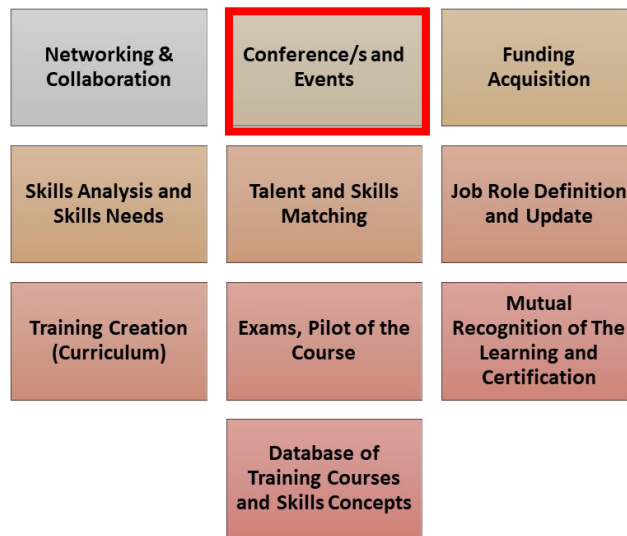 Networking &
Collaboration
Conference/s and
Events
Funding
Acquisition
Skills Analysis and
Skills Needs
Talent and Skills
Matching
Job Role Definition
and Update
Training Creation
(Curriculum)
Exams, Pilot of the
Course
Mutual
Recognition of The
Learning and
Certification
Database of
Training Courses
and Skills Concepts